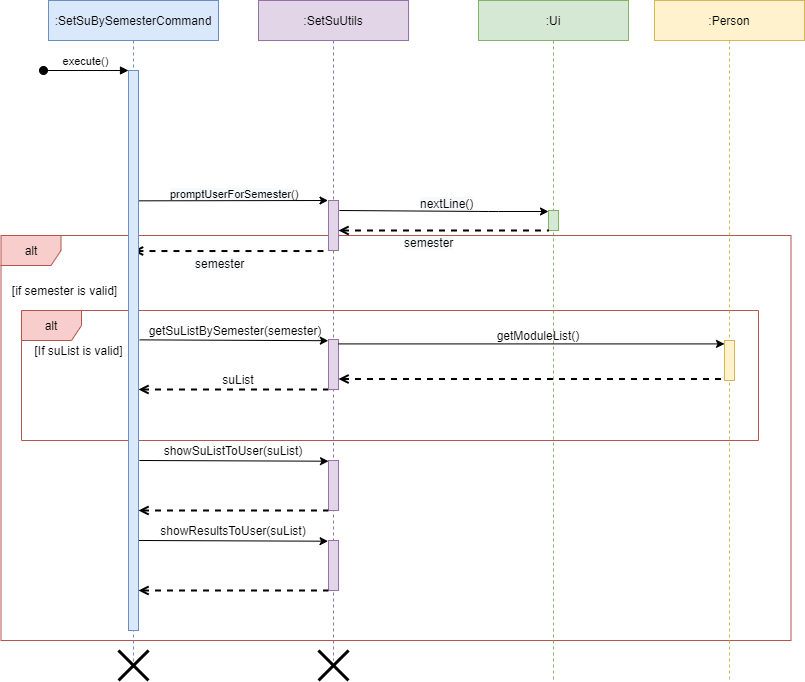 :SetSuBySemesterCommand
:SetSuUtils
:Ui
:Person
execute()
promptUserForSemester()
nextLine()
semester
alt
semester
[if semester is valid]
alt
getSuListBySemester(semester)
getModuleList()
[If suList is valid]
suList
showSuListToUser(suList)
showResultsToUser(suList)